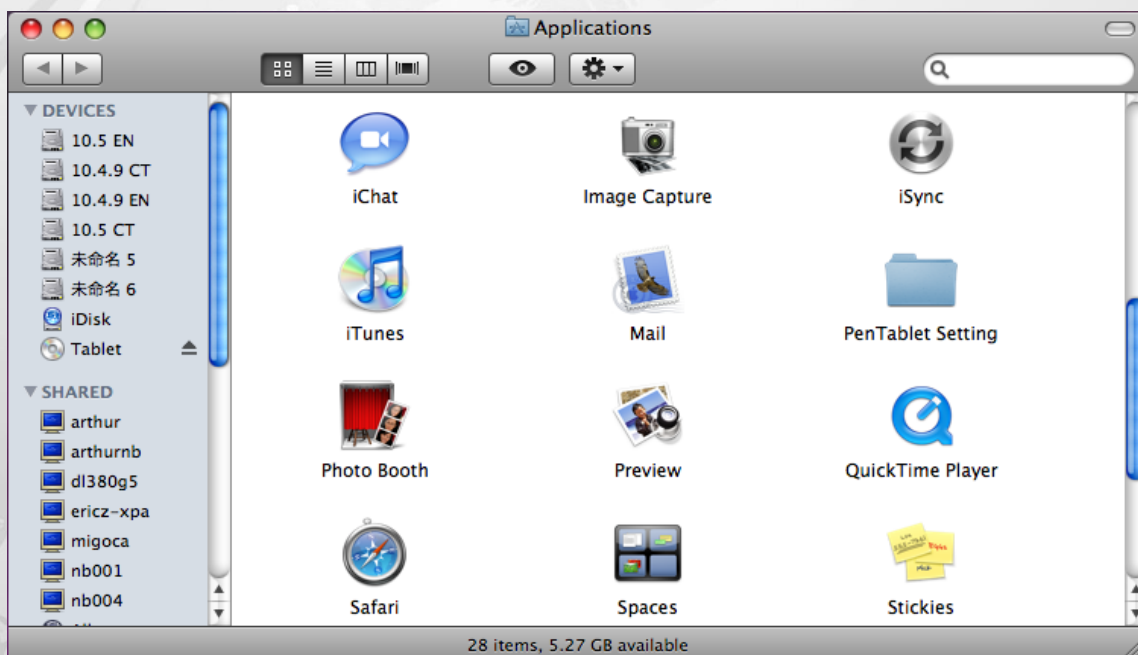 Applications
DEVICES
10.5 EN
10.4.9 CT
10.4.9 EN
10.5 CT
未命名 5
未命名 6
iDisk
Tablet
SHARED
arthur
arthurnb
dl380g5
ericz-xpa
migoca
nb001
nb004
iChat
Image Capture
iSync
iTunes
Mail
PenTablet Setting
Photo Booth
Preview
QuickTime Player
Safari
Spaces
Stickies
28 items, 5.27 GB available